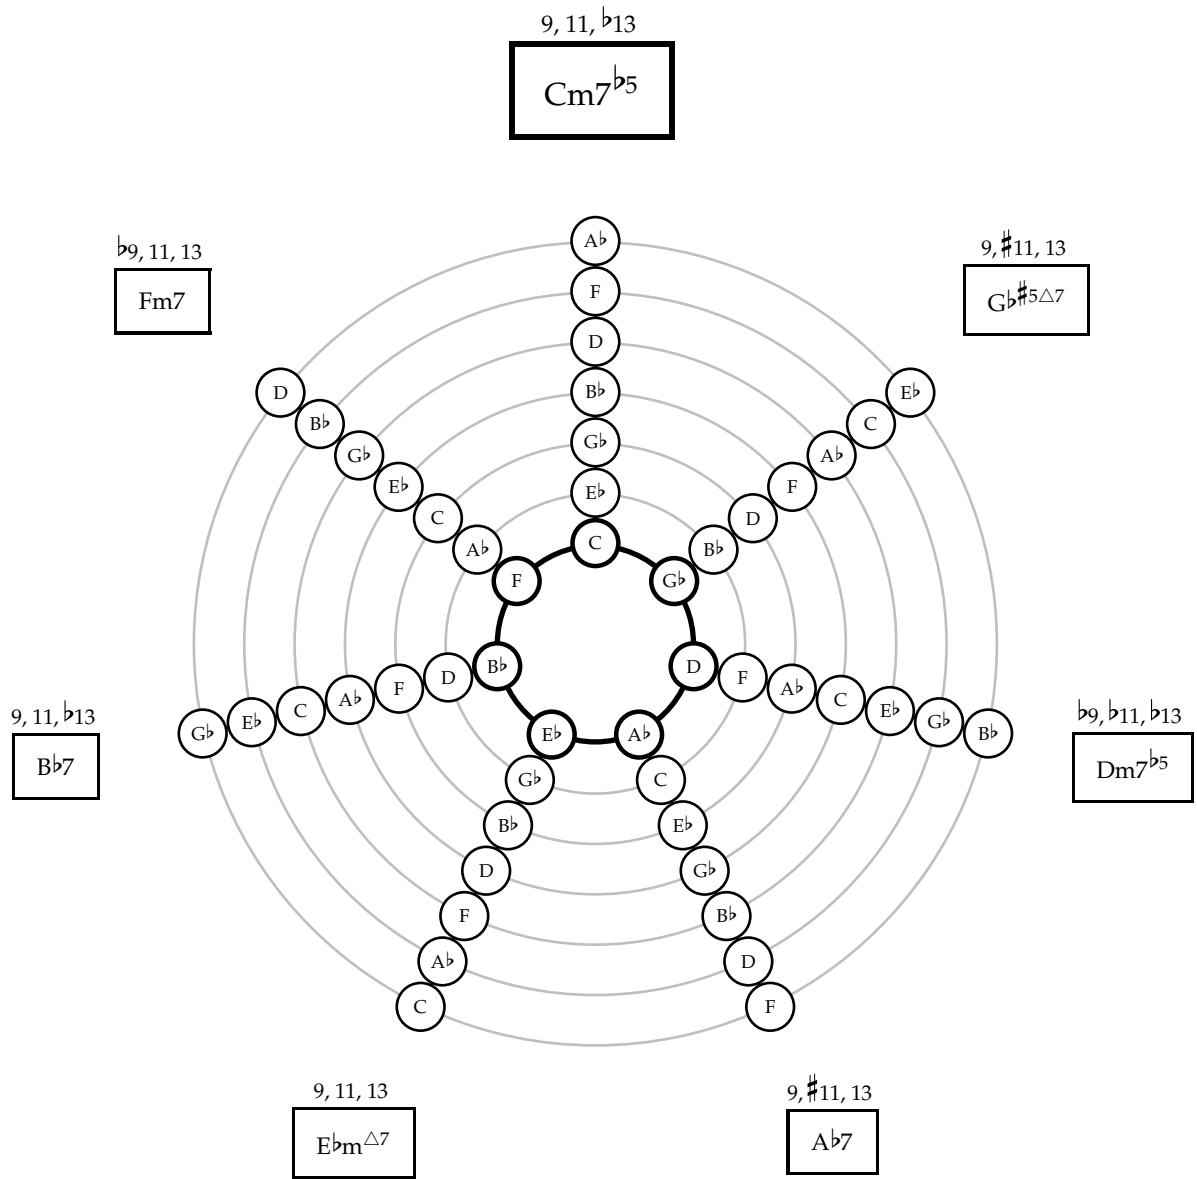 9, 11, ♭13
Cm7♭5
♭9, 11, 13
Fm7
9, ♯11, 13
G♭♯5△7
A♭
F
D
B♭
G♭
E♭
C
D
B♭
G♭
E♭
C
A♭
F
E♭
C
A♭
F
D
B♭
G♭
G♭
E♭
C
A♭
F
D
B♭
D
F
A♭
C
E♭
G♭
B♭
9, 11, ♭13
B♭7
♭9, ♭11, ♭13
Dm7♭5
E♭
G♭
B♭
D
F
A♭
C
A♭
C
E♭
G♭
B♭
D
F
9, 11, 13
E♭m△7
9, ♯11, 13
A♭7